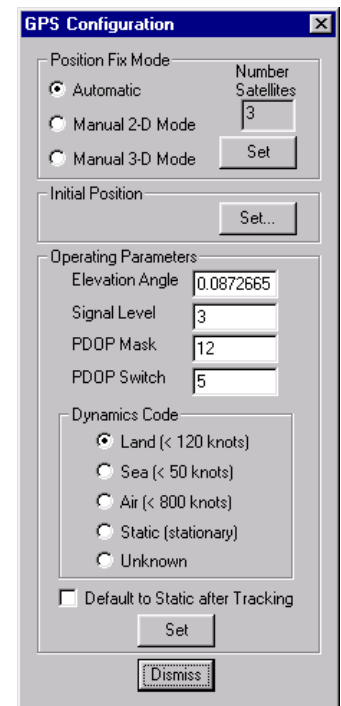 GPS Configuration
Position Fix Mode
Number
Satellites
Automatic
3
Manual 2-D Mode
Manual 3-D Mode
Set
Initial Position
Set...
Operating Parameters
Elevation Angle 0.0872665
Signal Level 3
PDOP Mask 12
PDOP Switch 5
Dynamics Code
Land (< 120 knots)
Sea (< 50 knots)
Air (< 800 knots)
Static (stationary)
Unknown
Default to Static after Tracking
Set
Dismiss